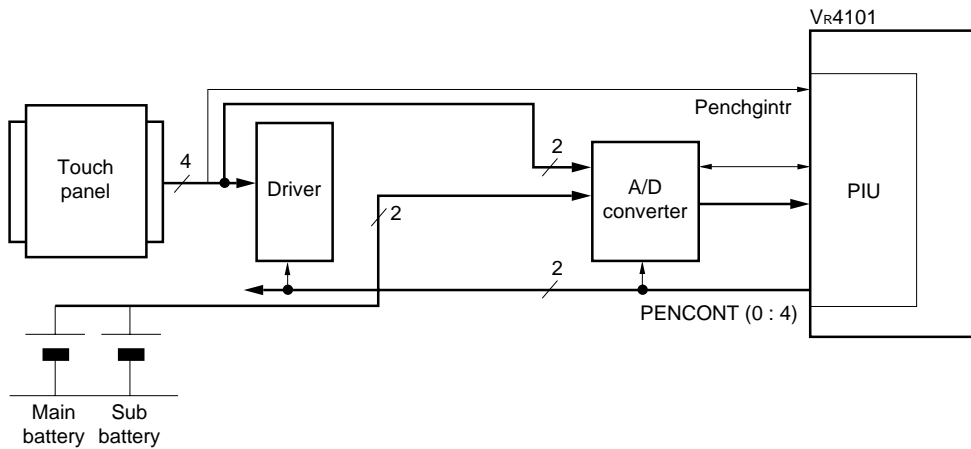 VR4101
Penchgintr
Touch
panel
4
Driver
2
2
A/D
converter
PIU
2
PENCONT (0 : 4)
Main
battery
Sub
battery